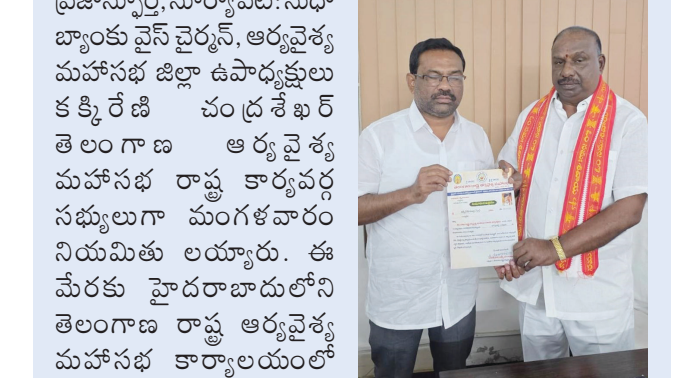 ప్రజాస్ఫూర్తి, సూర్యాపేట: సుధా
బ్యాంకు వైస్ చైర్మన్, ఆర్యవైశ్య
మహాసభ జిల్లా ఉపాధ్యక్షులు
కక్కిరేణి చంద్రశేఖర్
తెలంగాణ ఆర్యవైశ్య
మహాసభ రాష్ట్ర కార్యవర్గ
సభ్యులుగా మంగళవారం
నియమితు లయ్యారు. ఈ
మేరకు హైదరాబాదులోని
తెలంగాణ రాష్ట్ర ఆర్యవైశ్య
మహాసభ కార్యాలయంలో